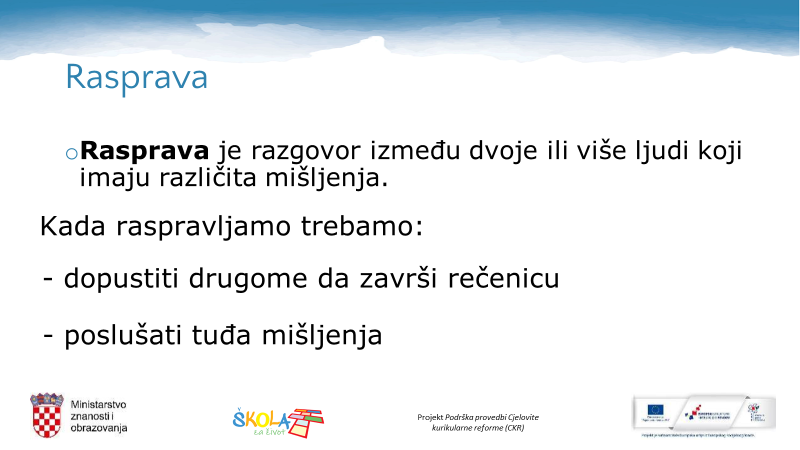 Rasprava
Rasprava je razgovor između dvoje ili više ljudi koji
imaju različita mišljenja.
Kada raspravljamo trebamo:
- dopustiti drugome da završi rečenicu
- poslušati tuđa mišljenja
Ministarstvo
znanosti i
obrazovanja
ŠKOLA
za život
Projekt Podrška provedbi Cjelovite
kurikularne reforme (CKR)